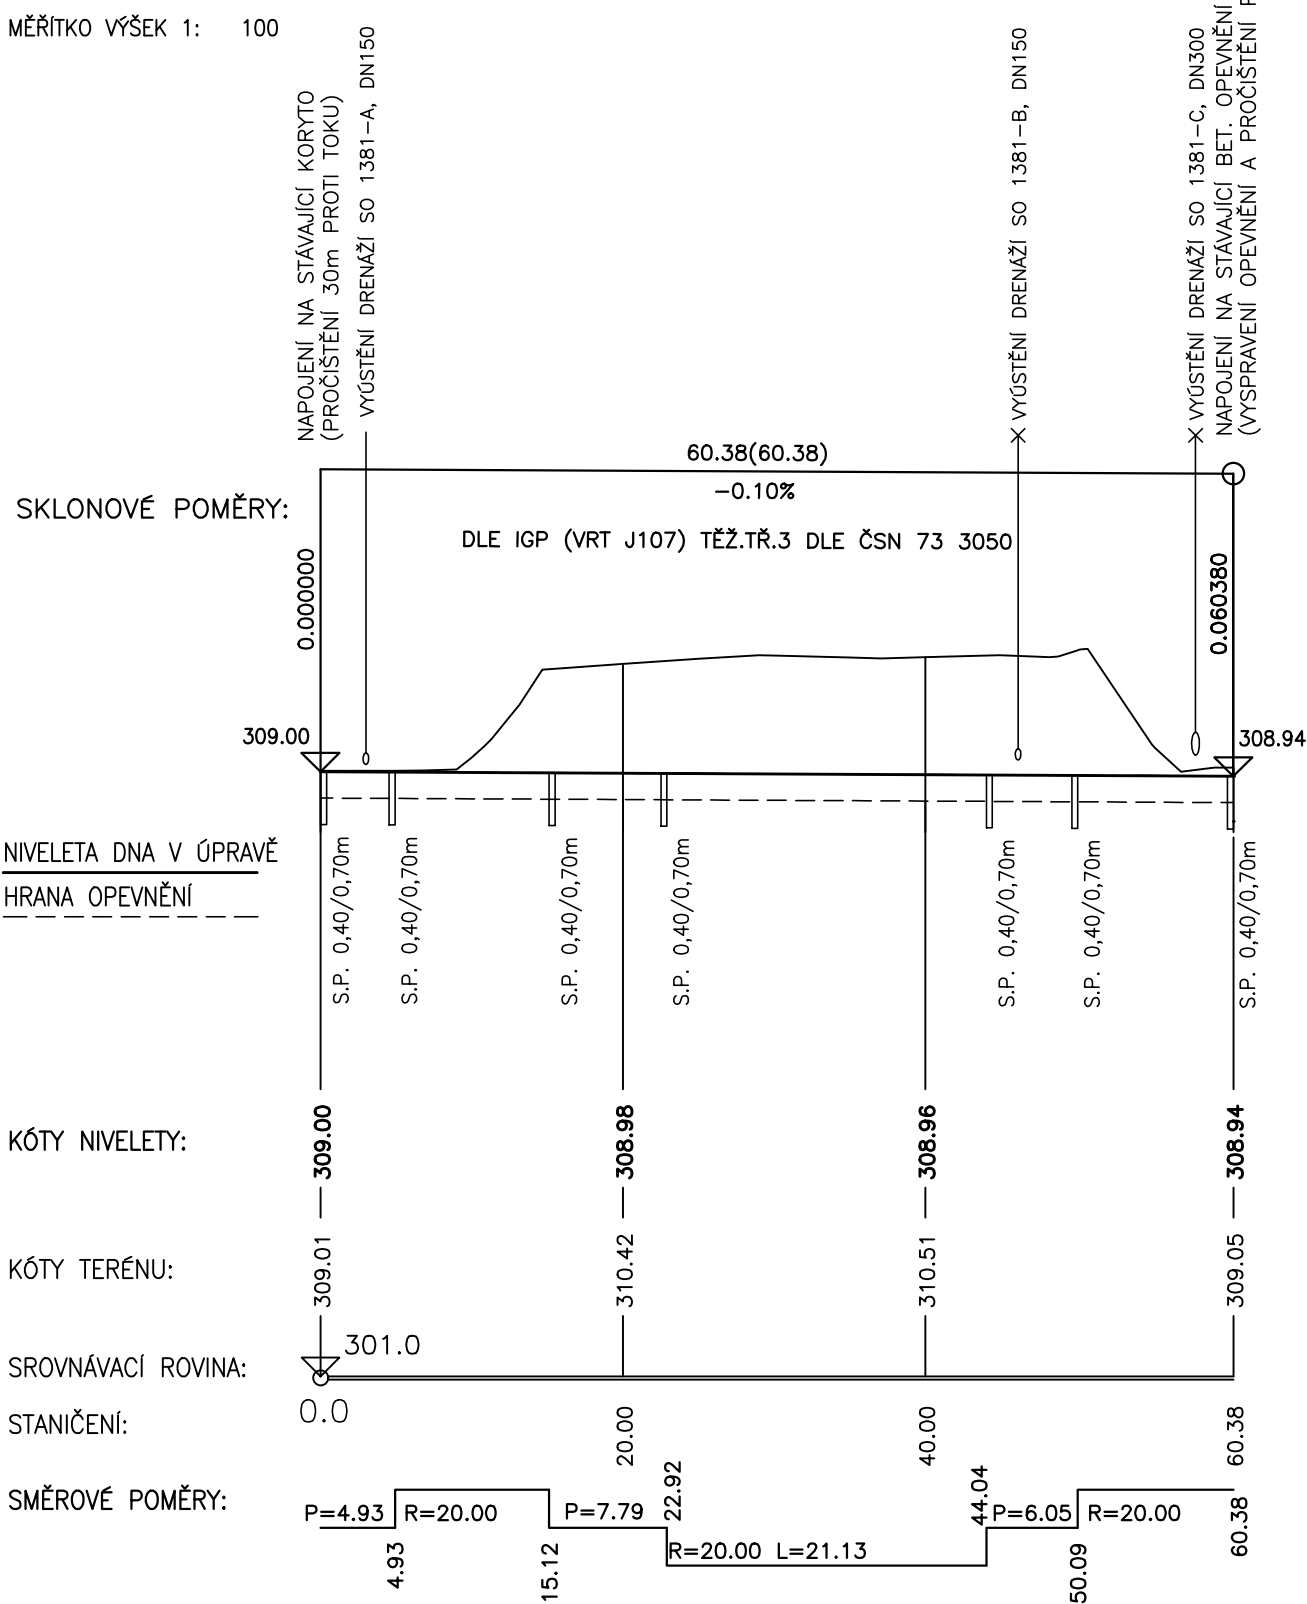 MĚŘÍTKO VÝŠEK 1: 100
NAPOJENÍ NA STÁVAJÍCÍ KORYTO
(PROČIŠTĚNÍ 30m PROTI TOKU)
VYÚSTĚNÍ DRENÁŽÍ SO 1381-A, DN150
VYÚSTĚNÍ DRENÁŽÍ SO 1381-B, DN150
VYÚSTĚNÍ DRENÁŽÍ SO 1381-C, DN300
NAPOJENÍ NA STÁVAJÍCÍ BET. OPEVNĚNÍ
(VYSPRAVENÍ OPEVNĚNÍ A PROČIŠTĚNÍ
60.38(60.38)
-0.10%
SKLONOVÉ POMĚRY:
DLE IGP (VRT J107) TĚŽ.TŘ.3 DLE ČSN 73 3050
0.000000
0.060380
309.00
308.94
NIVELETA DNA V ÚPRAVĚ
HRANA OPEVNĚNÍ
S.P. 0,40/0,70m
S.P. 0,40/0,70m
S.P. 0,40/0,70m
S.P. 0,40/0,70m
S.P. 0,40/0,70m
S.P. 0,40/0,70m
S.P. 0,40/0,70m
KÓTY NIVELETY:
309.00
308.98
308.96
308.94
KÓTY TERÉNU:
309.01
310.42
310.51
309.05
SROVNÁVACÍ ROVINA:
301.0
STANIČENÍ:
0.0
20.00
40.00
60.38
SMĚROVÉ POMĚRY:
P=4.93
4.93
R=20.00
15.12
P=7.79
22.92
R=20.00 L=21.13
44.04
P=6.05
50.09
R=20.00
60.38